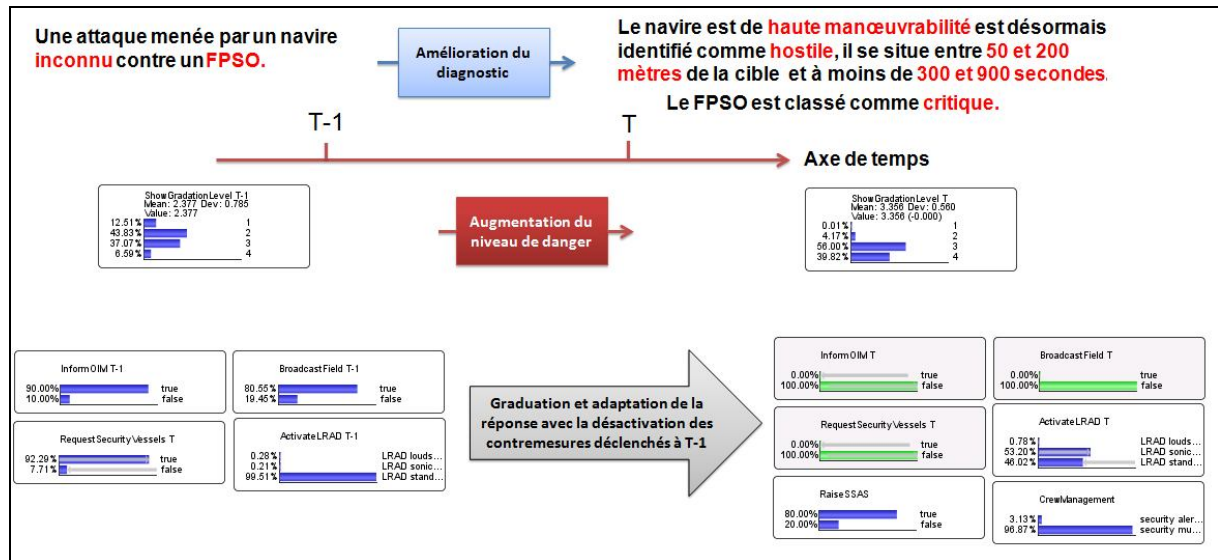 Une attaque menée par un navire
inconnu contre un FPSO.
Amélioration du
diagnostic
Le navire est de haute manœuvrabilité est désormais
identifié comme hostile, il se situe entre 50 et 200
mètres de la cible et à moins de 300 et 900 secondes.
Le FPSO est classé comme critique.
T-1
T
Axe de temps
ShowGradationLevel T-1
Mean: 2.377 Dev: 0.785
Value: 2.377
12.51% 1
43.83% 2
37.07% 3
6.59% 4
Augmentation du
niveau de danger
ShowGradationLevel T
Mean: 3.356 Dev: 0.560
Value: 3.356 (-0.000)
0.01% 1
4.17% 2
56.00% 3
39.82% 4
InformOIM T-1
90.00% true
10.00% false
BroadcastField T-1
80.55% true
19.45% false
RequestSecurityVessels T
92.29% true
7.71% false
ActivateLRAD T-1
0.28% LRAD louds...
0.21% LRAD sonic...
99.51% LRAD stand...
Graduation et adaptation de la
réponse avec la désactivation des
contremesures déclenchés à T-1
InformOIM T
0.00% true
100.00% false
BroadcastField T
0.00% true
100.00% false
RequestSecurityVessels T
0.00% true
100.00% false
ActivateLRAD T
0.78% LRAD louds...
53.20% LRAD sonic...
46.02% LRAD stand...
RaiseSSAS
80.00% true
20.00% false
CrewManagement
3.13% security aler...
96.87% security mu...